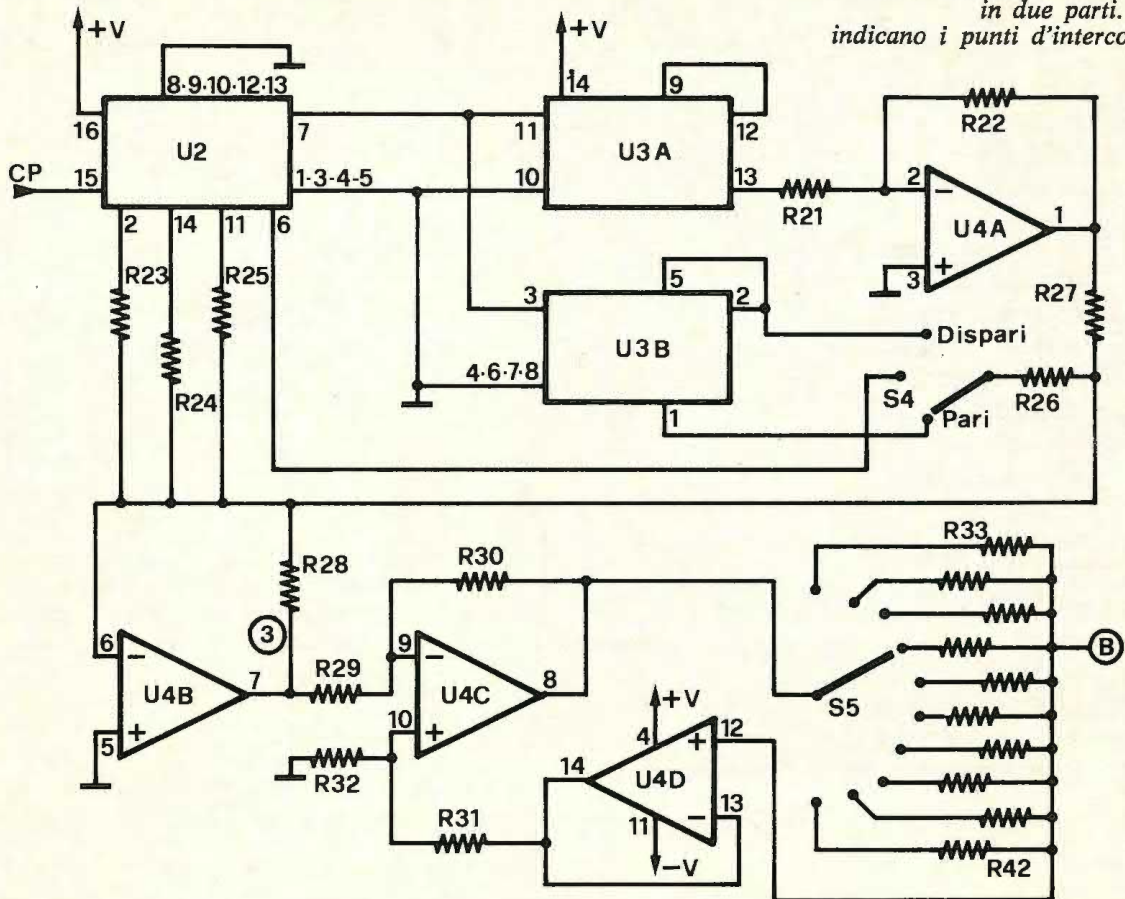 in due parti.
indicano i punti d'interco
+V
+V
8·9·10·12·13
14
9
R22
16
7
11
12
U2
U3A
CP
15
1-3-4-5
10
13
R21
2
U4A
1
3
2
14
11
6
R23
R25
R24
5
3
2
U3B
R27
Dispari
4·6·7·8
S4
R26
1
Pari
R28
R30
R33
3
6
9
U4B
7
R29
U4C
8
B
5
10
S5
R32
+V
4
12
14
U4D
13
R31
11
-V
R42